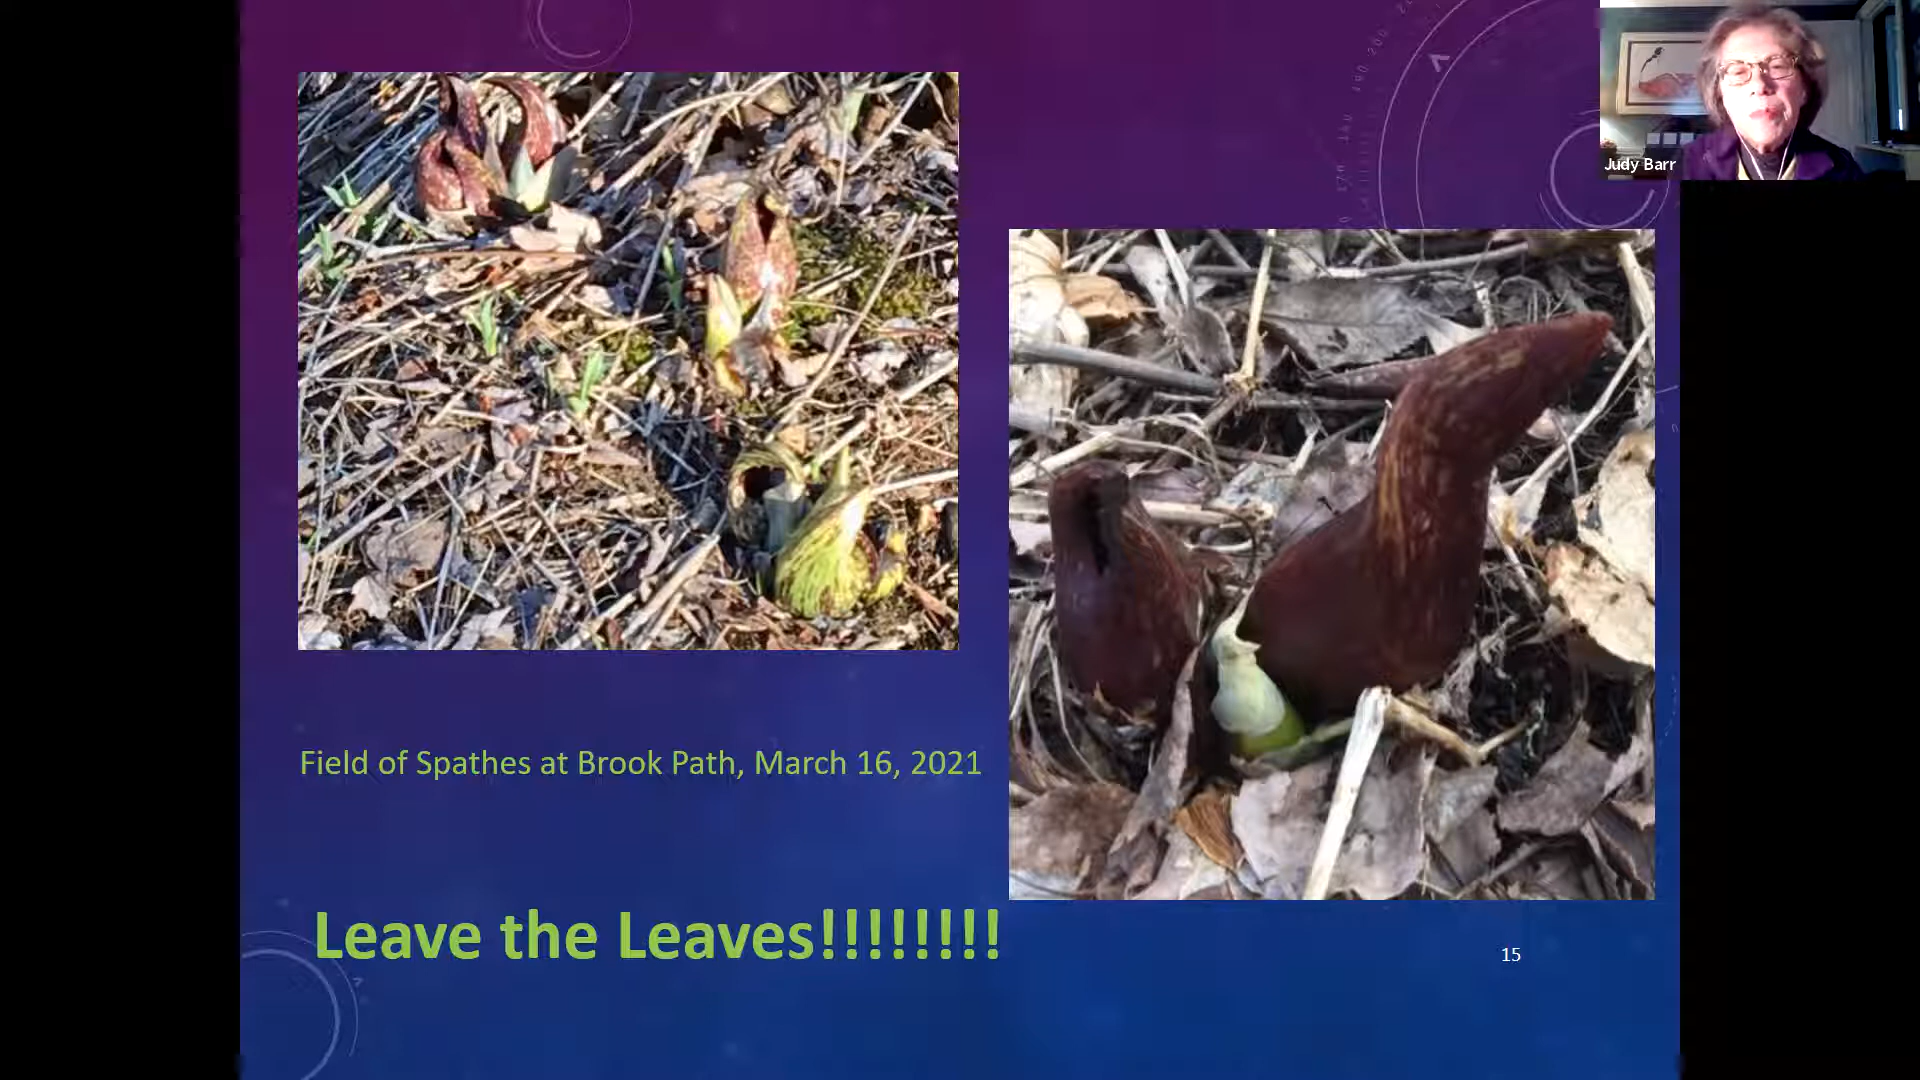 Judy Barr
Field of Spathes at Brook Path, March 16, 2021
Leave the Leaves!!!!!!!!
15